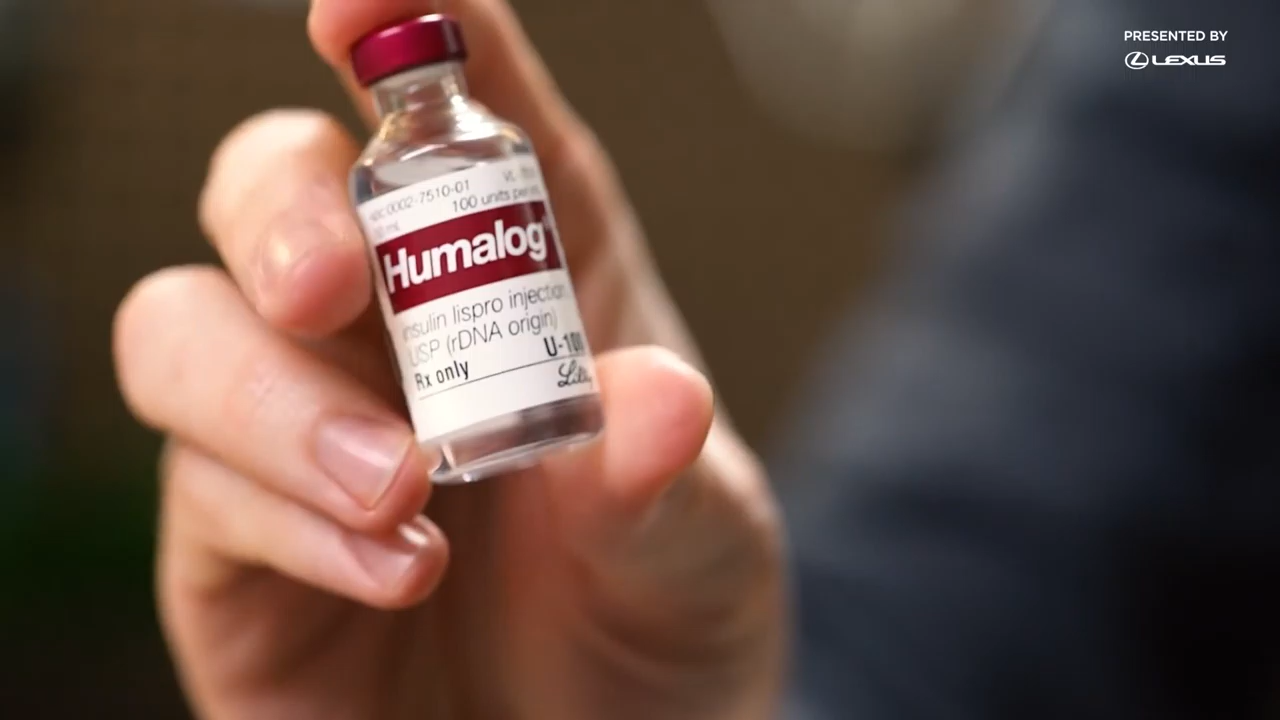 PRESENTED BY
LEXUS
0002-7510-01
100 units per
Humalog
insulin lispro injection
USP (rDNA origin)
Rx only U-100
Lilly